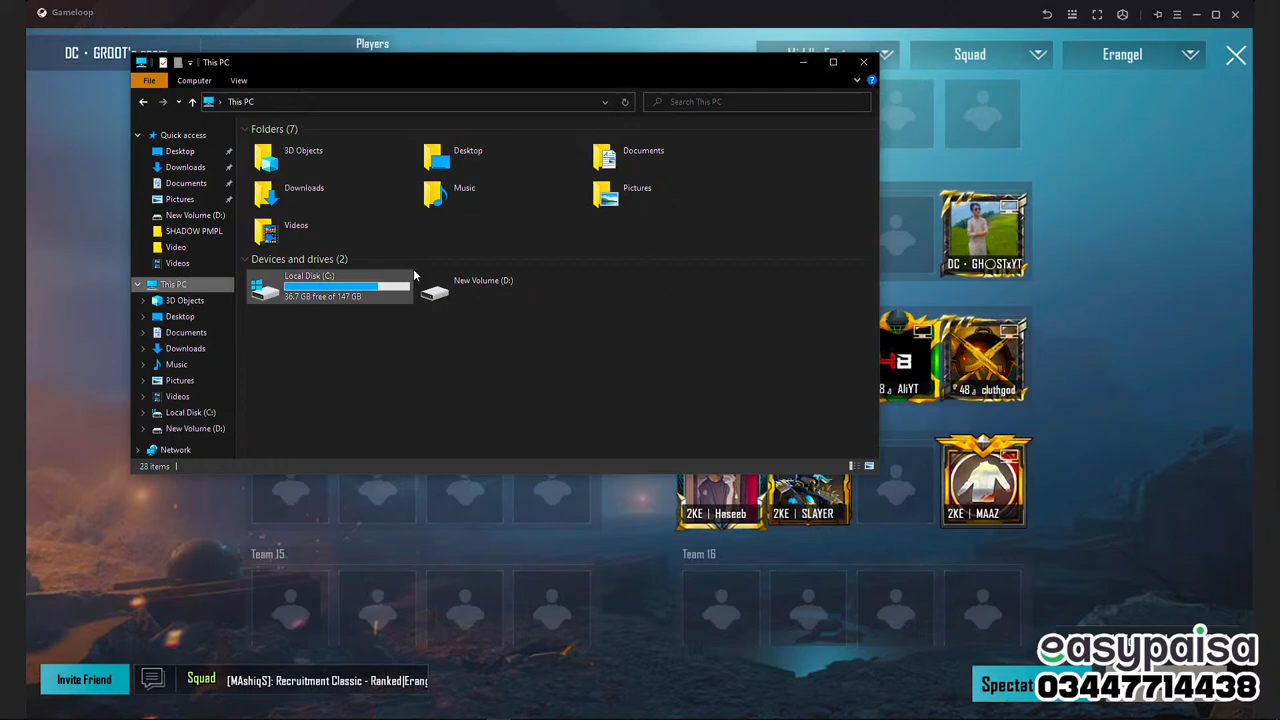 Gameloop
DC • GROOT's
Players
Squad
Erangel
This PC
File
Computer
View
This PC
Search This PC
Quick access
Desktop
Downloads
Documents
Pictures
New Volume (D:)
SHADOW PMPL
Video
Videos
This PC
3D Objects
Desktop
Documents
Downloads
Music
Pictures
Videos
Local Disk (C:)
New Volume (D:)
Network
28 items
Folders (7)
3D Objects
Desktop
Documents
Downloads
Music
Pictures
Videos
Devices and drives (2)
Local Disk (C:)
36.7 GB free of 147 GB
New Volume (D:)
DC • GH○STxYT
AliYT
48 a cluthgod
2KE | Haseeb
2KE | SLAYER
2KE | MAAZ
Team 15
Team 16
Invite Friend
Squad
[MAshiqS]: Recruitment Classic - Ranked|Erang
Spectat
easypaisa
03447714438